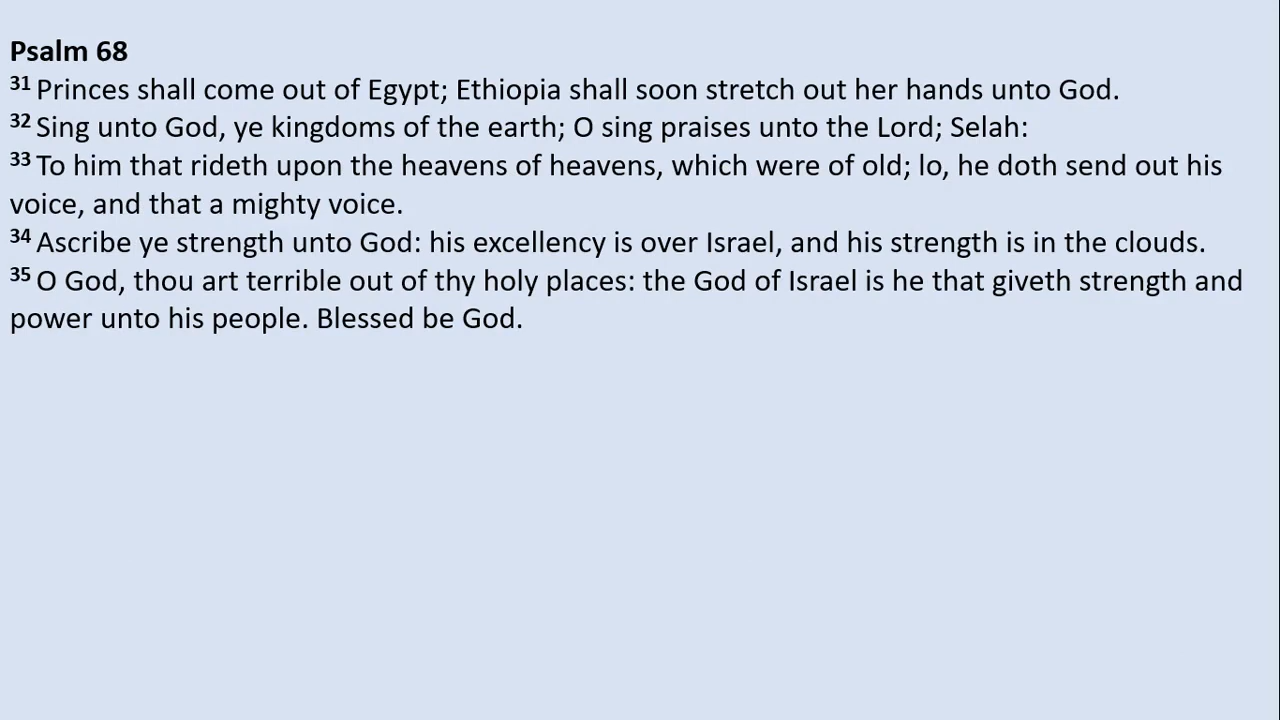 Psalm 68
31 Princes shall come out of Egypt; Ethiopia shall soon stretch out her hands unto God.
32 Sing unto God, ye kingdoms of the earth; O sing praises unto the Lord; Selah:
33 To him that rideth upon the heavens of heavens, which were of old; lo, he doth send out his
voice, and that a mighty voice.
34 Ascribe ye strength unto God: his excellency is over Israel, and his strength is in the clouds.
35 O God, thou art terrible out of thy holy places: the God of Israel is he that giveth strength and
power unto his people. Blessed be God.